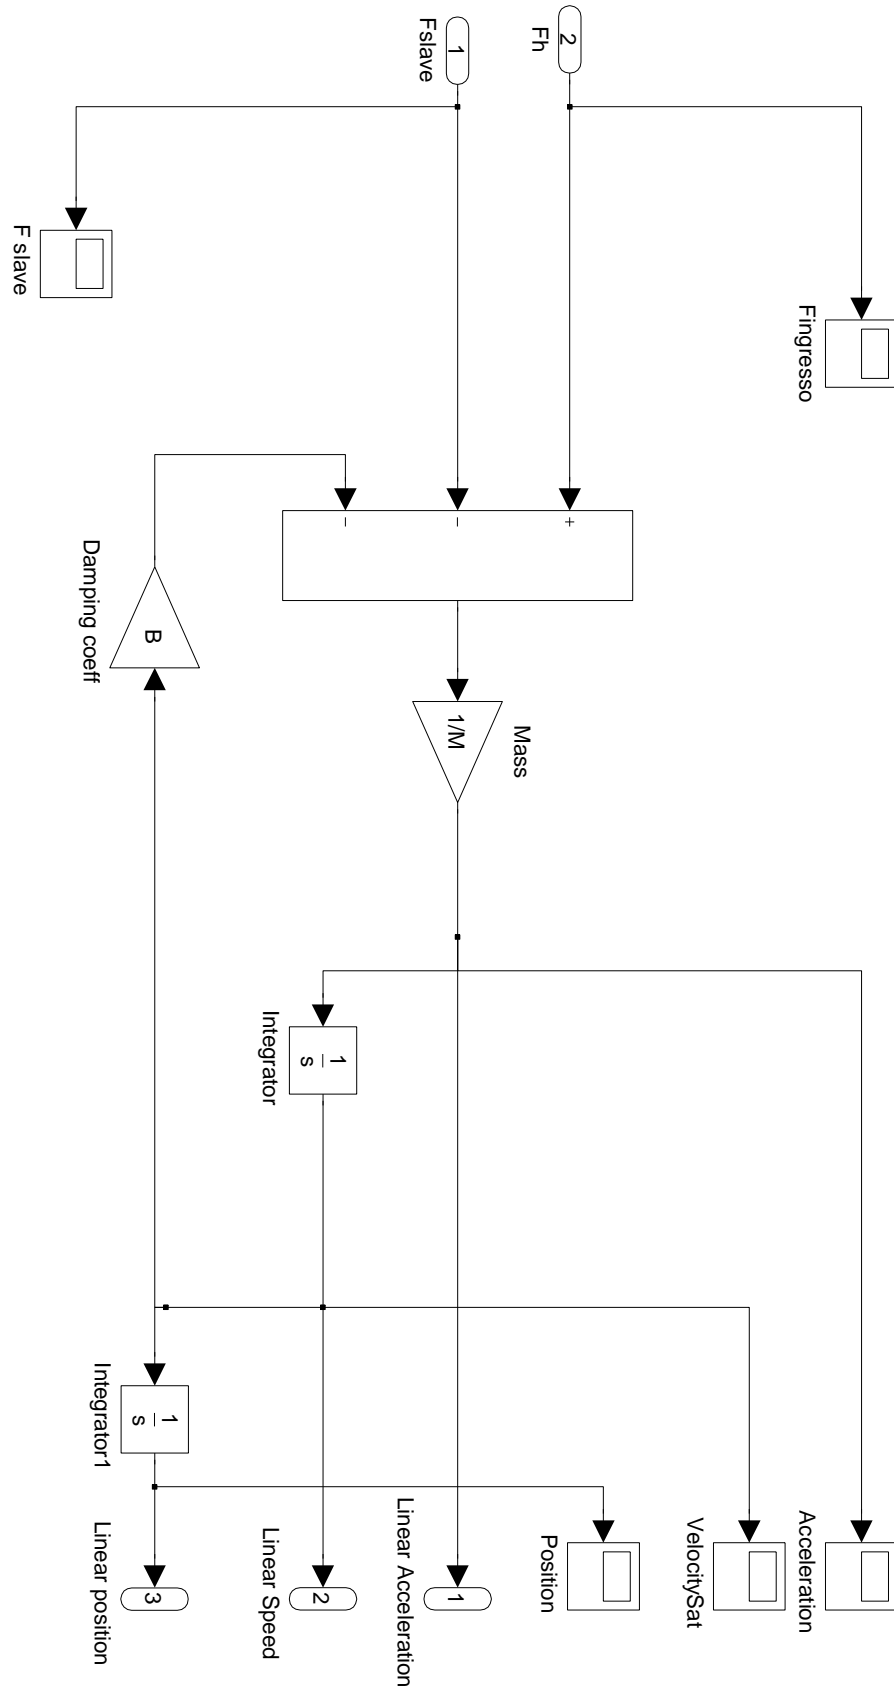 Fingresso
Acceleration
VelocitySat
2
Fh
+
Position
Mass
1
Fslave
−
1/M
1
Linear Acceleration
−
1
s
Integrator
2
Linear Speed
B
Damping coeff
1
s
Integrator1
3
Linear position
F slave